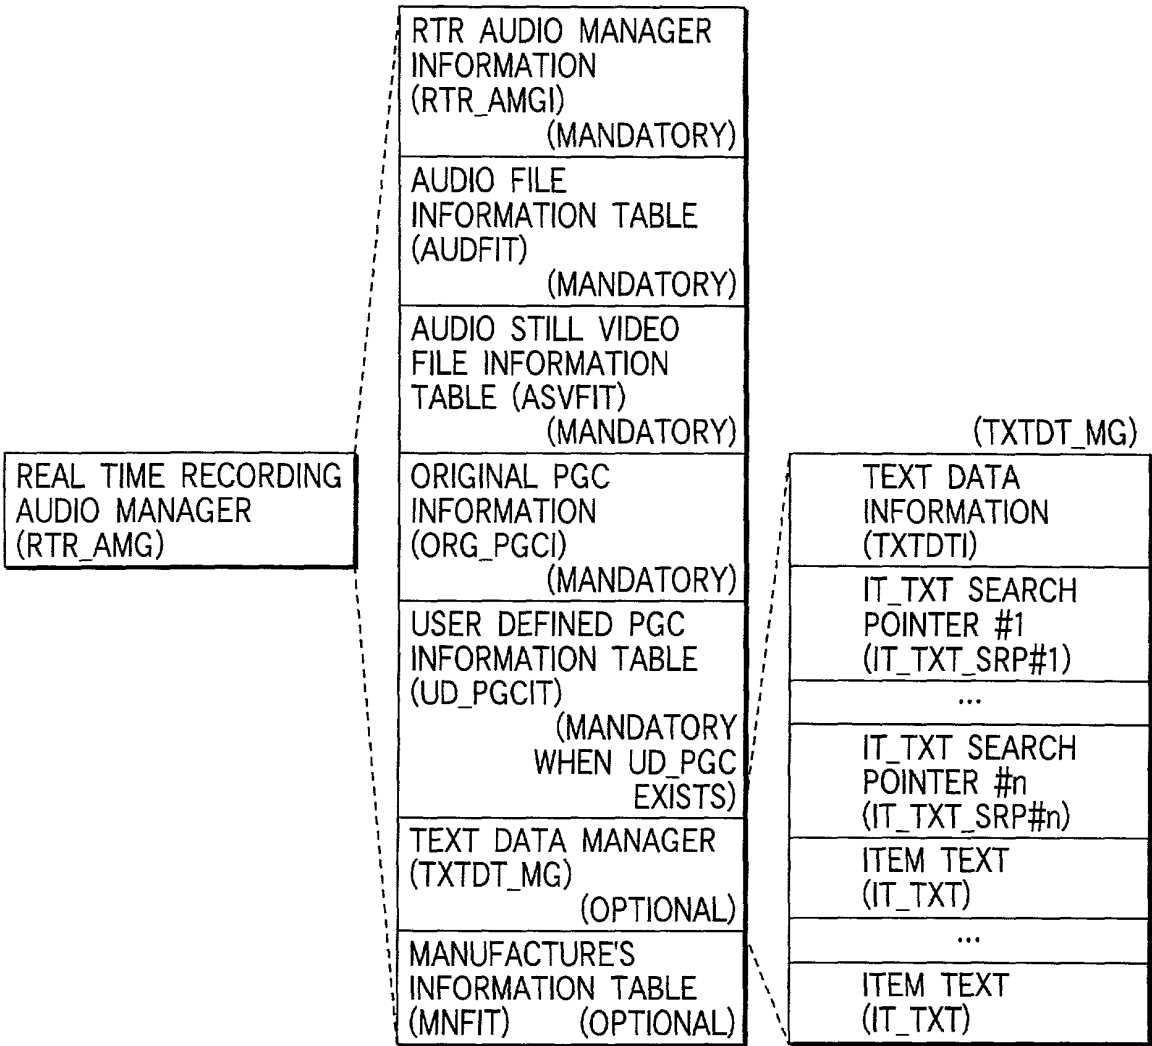 REAL TIME RECORDING
AUDIO MANAGER
(RTR_AMG)
RTR AUDIO MANAGER
INFORMATION
(RTR_AMGI)
(MANDATORY)
AUDIO FILE
INFORMATION TABLE
(AUDFIT)
(MANDATORY)
AUDIO STILL VIDEO
FILE INFORMATION
TABLE (ASVFIT)
(MANDATORY)
ORIGINAL PGC
INFORMATION
(ORG_PGCI)
(MANDATORY)
USER DEFINED PGC
INFORMATION TABLE
(UD_PGCIT)
(MANDATORY
WHEN UD_PGC
EXISTS)
TEXT DATA MANAGER
(TXTDT_MG)
(OPTIONAL)
MANUFACTURE'S
INFORMATION TABLE
(MNFIT) (OPTIONAL)
(TXTDT_MG)
TEXT DATA
INFORMATION
(TXTDTI)
IT_TXT SEARCH
POINTER #1
(IT_TXT_SRP#1)
...
IT_TXT SEARCH
POINTER #n
(IT_TXT_SRP#n)
ITEM TEXT
(IT_TXT)
...
ITEM TEXT
(IT_TXT)